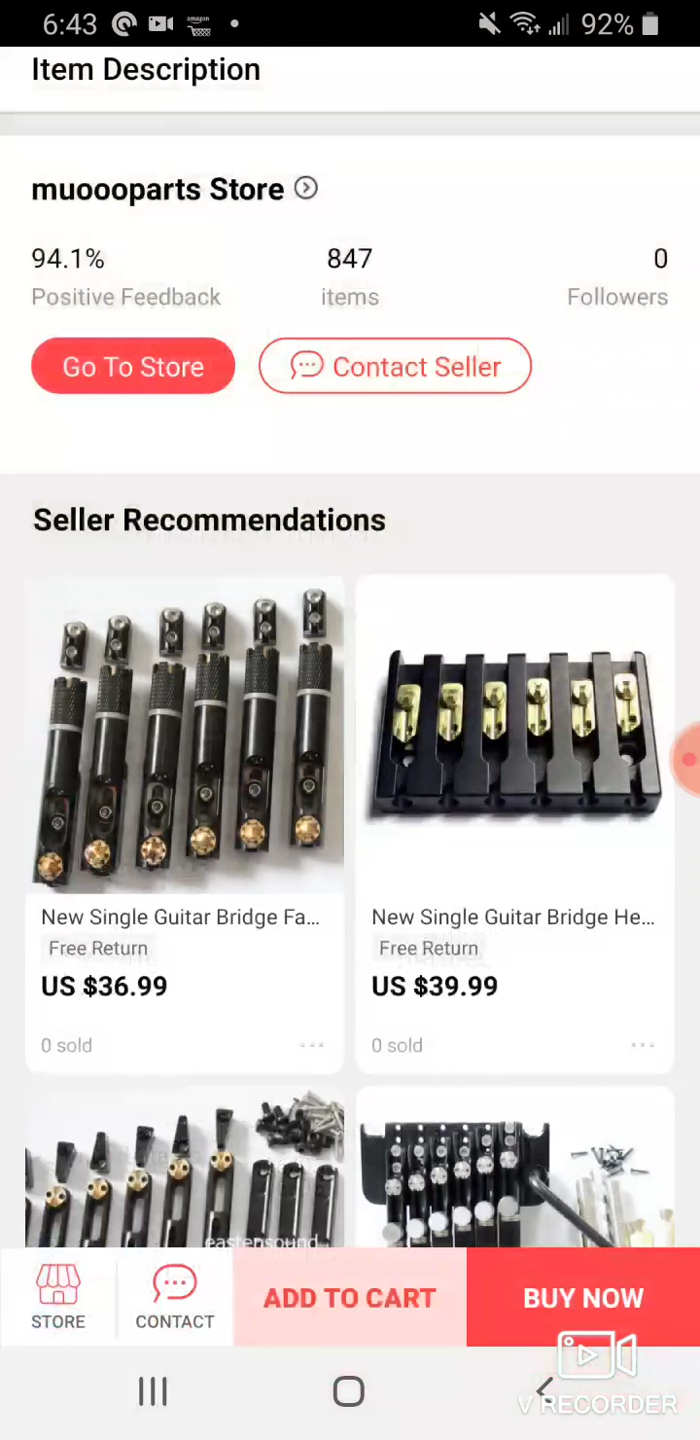 6:43
amazon
92%
Item Description
muoooparts Store
94.1%
847
0
Positive Feedback
items
Followers
Go To Store
Contact Seller
Seller Recommendations
New Single Guitar Bridge Fa...
New Single Guitar Bridge He...
Free Return
Free Return
US $36.99
US $39.99
0 sold
0 sold
eastensound
STORE
CONTACT
ADD TO CART
BUY NOW
V RECORDER